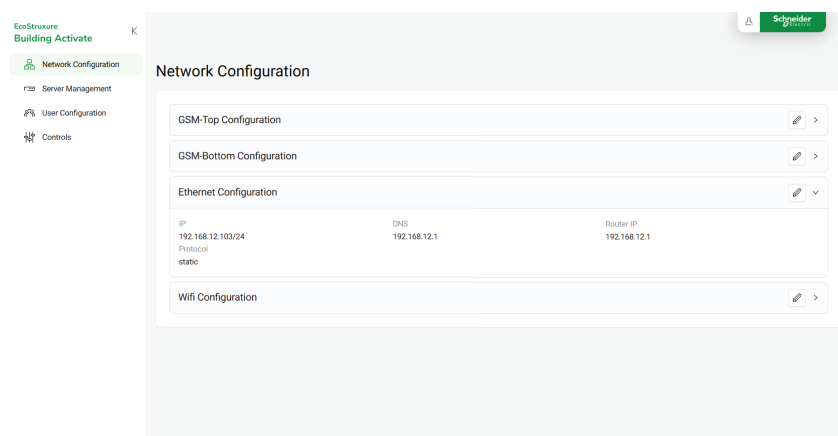 EcoStruxure
Building Activate
Network Configuration
Server Management
User Configuration
Controls
Schneider
Electric
Network Configuration
GSM-Top Configuration
GSM-Bottom Configuration
Ethernet Configuration
IP
192.168.12.103/24
DNS
192.168.12.1
Router IP
192.168.12.1
Protocol
static
Wifi Configuration